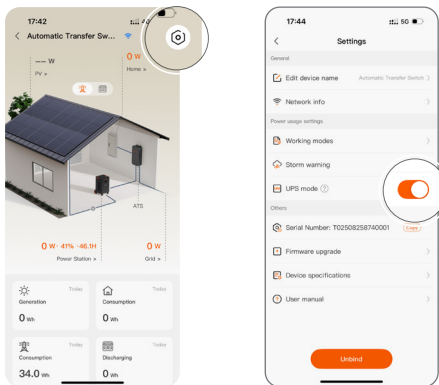 17:42
Automatic Transfer Sw...
-- W
PV >
0 W
Home >
ATS
0 W · 41% · 46.1H
Power Station >
0 W
Grid >
Today
Generation
0 Wh
Today
Consumption
0 Wh
Today
Consumption
34.0 Wh
Today
Discharging
0 Wh
17:44
5G
Settings
General
Edit device name
Automatic Transfer Switch >
Network info
Power usage settings
Working modes
Storm warning
UPS mode
Others
Serial Number: T02508258740001
Copy
Firmware upgrade
Device specifications
User manual
Unbind